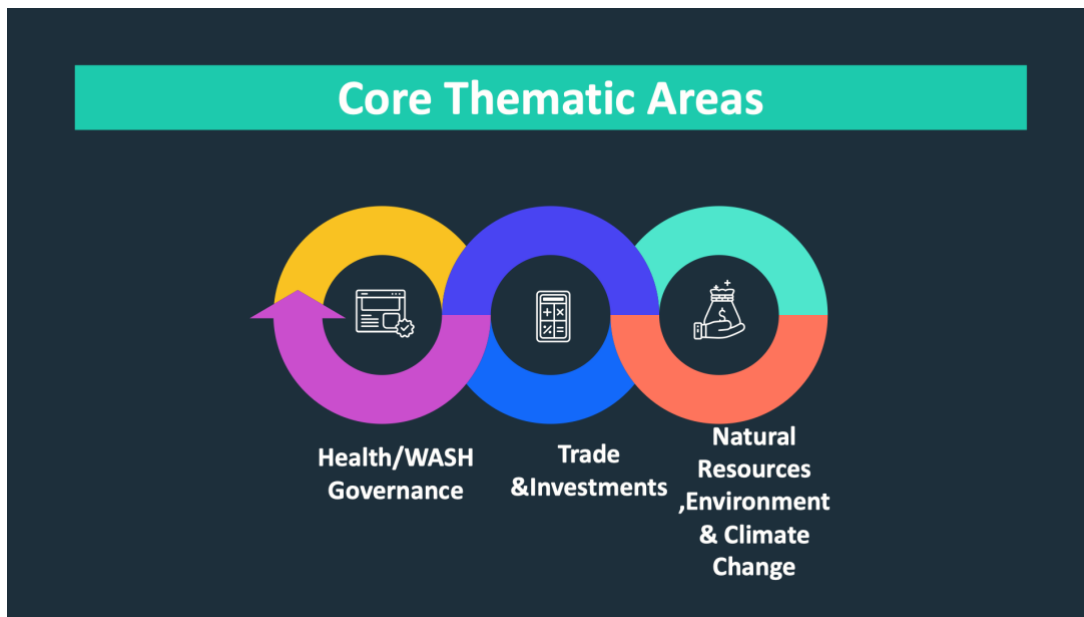 Core Thematic Areas
Health/WASH
Governance
Trade
&Investments
Natural
Resources
,Environment
& Climate
Change